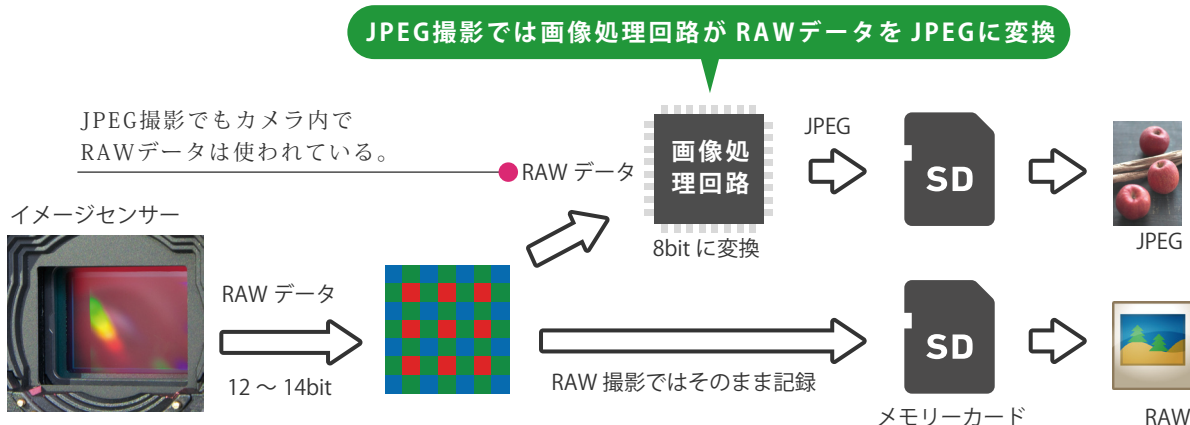 JPEG撮影では画像処理回路が RAWデータを JPEGに変換
JPEG撮影でもカメラ内で
RAWデータは使われている。
RAW データ
画像処
理回路
8bit に変換
JPEG
SD
JPEG
イメージセンサー
RAW データ
12 ～ 14bit
RAW 撮影ではそのまま記録
SD
メモリーカード
RAW